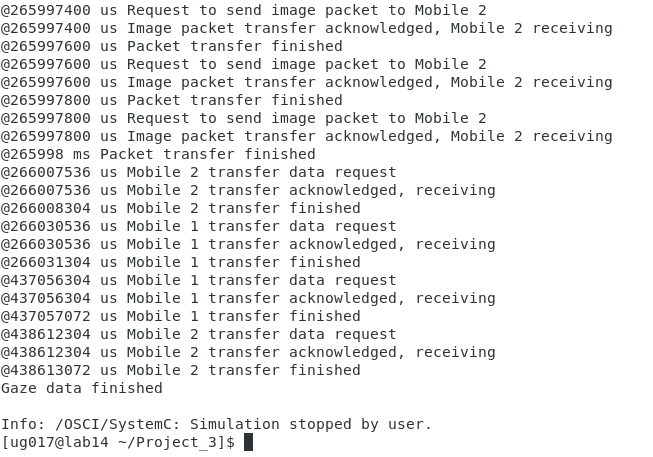 @265997400 us Request to send image packet to Mobile 2
@265997400 us Image packet transfer acknowledged, Mobile 2 receiving
@265997600 us Packet transfer finished
@265997600 us Request to send image packet to Mobile 2
@265997600 us Image packet transfer acknowledged, Mobile 2 receiving
@265997800 us Packet transfer finished
@265997800 us Request to send image packet to Mobile 2
@265997800 us Image packet transfer acknowledged, Mobile 2 receiving
@265998 ms Packet transfer finished
@266007536 us Mobile 2 transfer data request
@266007536 us Mobile 2 transfer acknowledged, receiving
@266008304 us Mobile 2 transfer finished
@266030536 us Mobile 1 transfer data request
@266030536 us Mobile 1 transfer acknowledged, receiving
@266031304 us Mobile 1 transfer finished
@437056304 us Mobile 1 transfer data request
@437056304 us Mobile 1 transfer acknowledged, receiving
@437057072 us Mobile 1 transfer finished
@438612304 us Mobile 2 transfer data request
@438612304 us Mobile 2 transfer acknowledged, receiving
@438613072 us Mobile 2 transfer finished
Gaze data finished
Info: /OSCI/SystemC: Simulation stopped by user.
[ug017@lab14 ~/Project_3]$